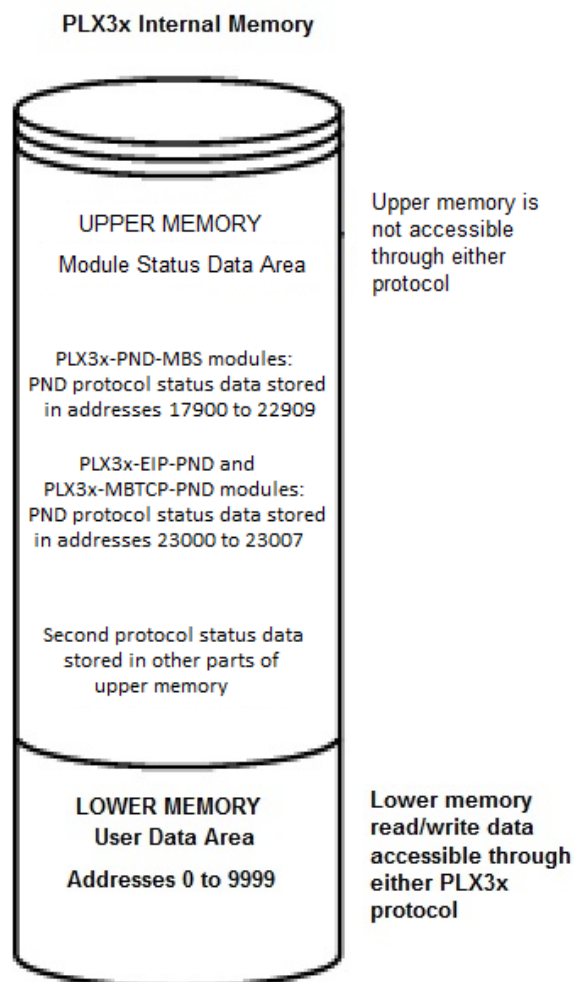 PLX3x Internal Memory
UPPER MEMORY
Module Status Data Area
Upper memory is
not accessible
through either
protocol
PLX3x-PND-MBS modules:
PND protocol status data stored
in addresses 17900 to 22909
PLX3x-EIP-PND and
PLX3x-MBTCP-PND modules:
PND protocol status data stored
in addresses 23000 to 23007
Second protocol status data
stored in other parts of
upper memory
LOWER MEMORY
User Data Area
Addresses 0 to 9999
Lower memory
read/write data
accessible through
either PLX3x
protocol